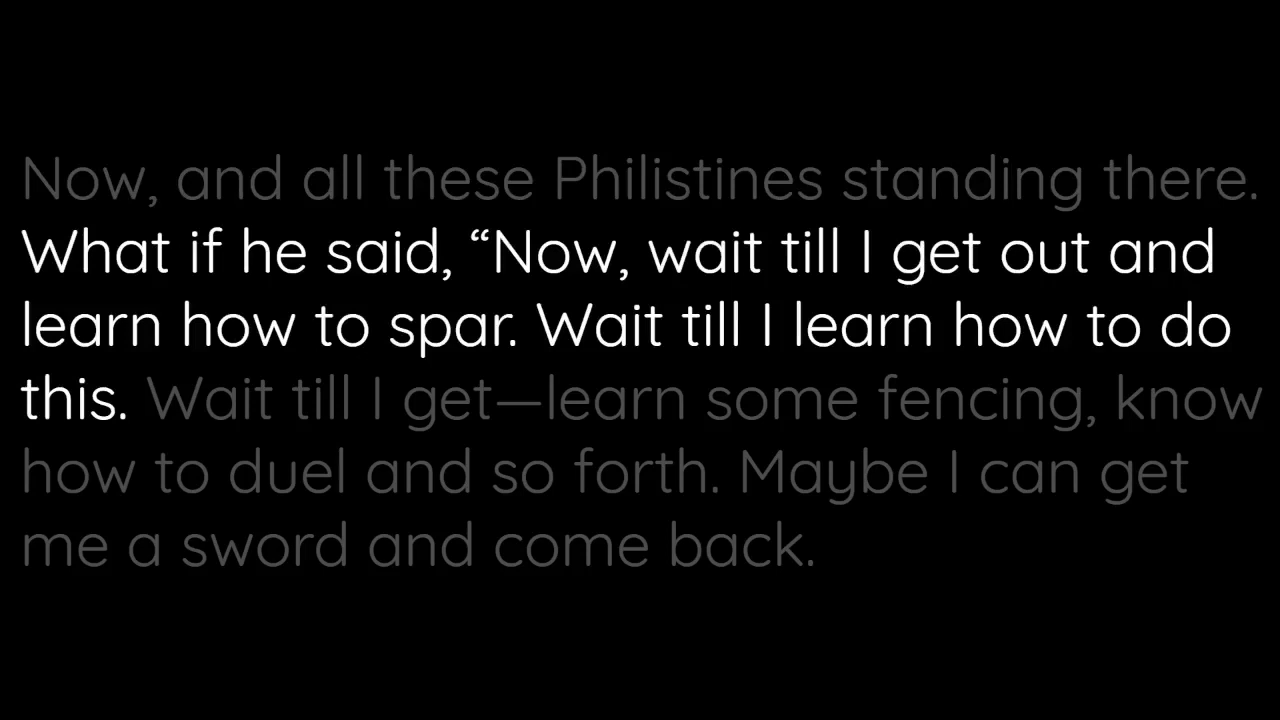 Now, and all these Philistines standing there.
What if he said, “Now, wait till I get out and
learn how to spar. Wait till I learn how to do
this. Wait till I get—learn some fencing, know
how to duel and so forth. Maybe I can get
me a sword and come back.